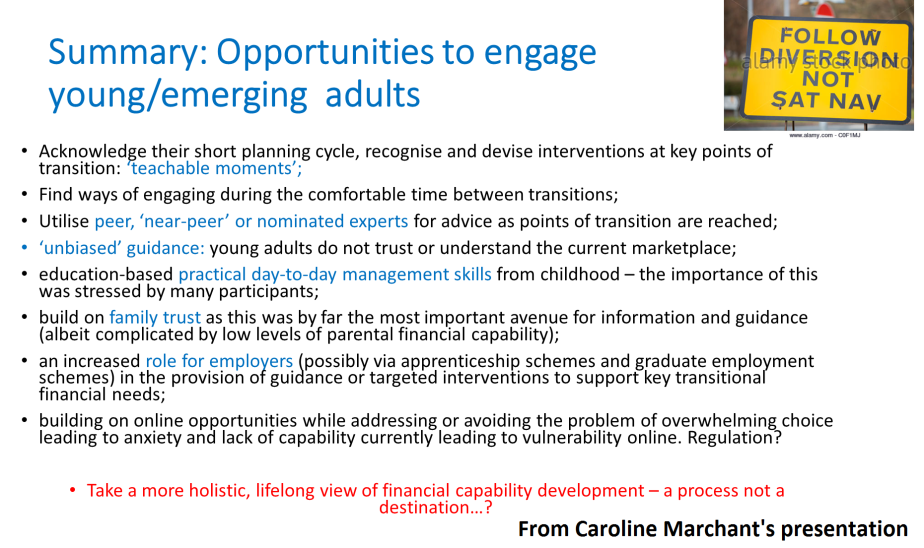 Summary: Opportunities to engage
young/emerging adults
FOLLOW
DIVERSION
NOT
SAT NAV
alamy stock photo
www.alamy.com - C0F1MJ
• Acknowledge their short planning cycle, recognise and devise interventions at key points of
transition: ‘teachable moments’;
• Find ways of engaging during the comfortable time between transitions;
• Utilise peer, ‘near-peer’ or nominated experts for advice as points of transition are reached;
• ‘unbiased’ guidance: young adults do not trust or understand the current marketplace;
• education-based practical day-to-day management skills from childhood – the importance of this
was stressed by many participants;
• build on family trust as this was by far the most important avenue for information and guidance
(albeit complicated by low levels of parental financial capability);
• an increased role for employers (possibly via apprenticeship schemes and graduate employment
schemes) in the provision of guidance or targeted interventions to support key transitional
financial needs;
• building on online opportunities while addressing or avoiding the problem of overwhelming choice
leading to anxiety and lack of capability currently leading to vulnerability online. Regulation?
• Take a more holistic, lifelong view of financial capability development – a process not a
destination…?
From Caroline Marchant's presentation